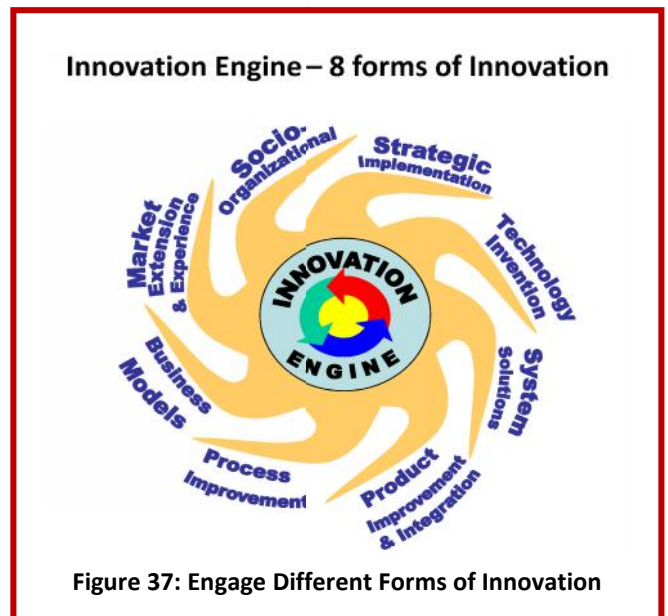 Innovation Engine – 8 forms of Innovation
Socio-
Organizational
Strategic
Implementation
Technology
Invention
System
Solutions
Product
Improvement
& Integration
Process
Improvement
Business
Models
Market
Extension
& Experience
INNOVATION
ENGINE
Figure 37: Engage Different Forms of Innovation